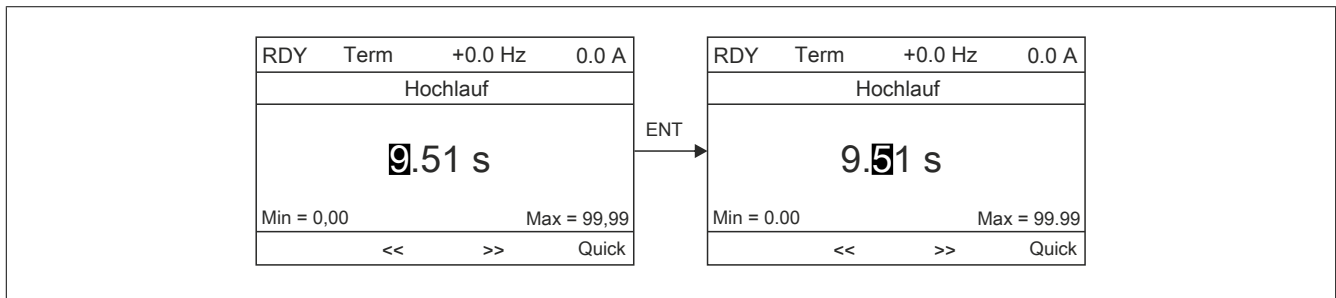 RDY Term +0.0 Hz 0.0 A
Hochlauf
9.51 s
Min = 0,00 Max = 99,99
<< >> Quick
ENT
RDY Term +0.0 Hz 0.0 A
Hochlauf
9.51 s
Min = 0.00 Max = 99.99
<< >> Quick